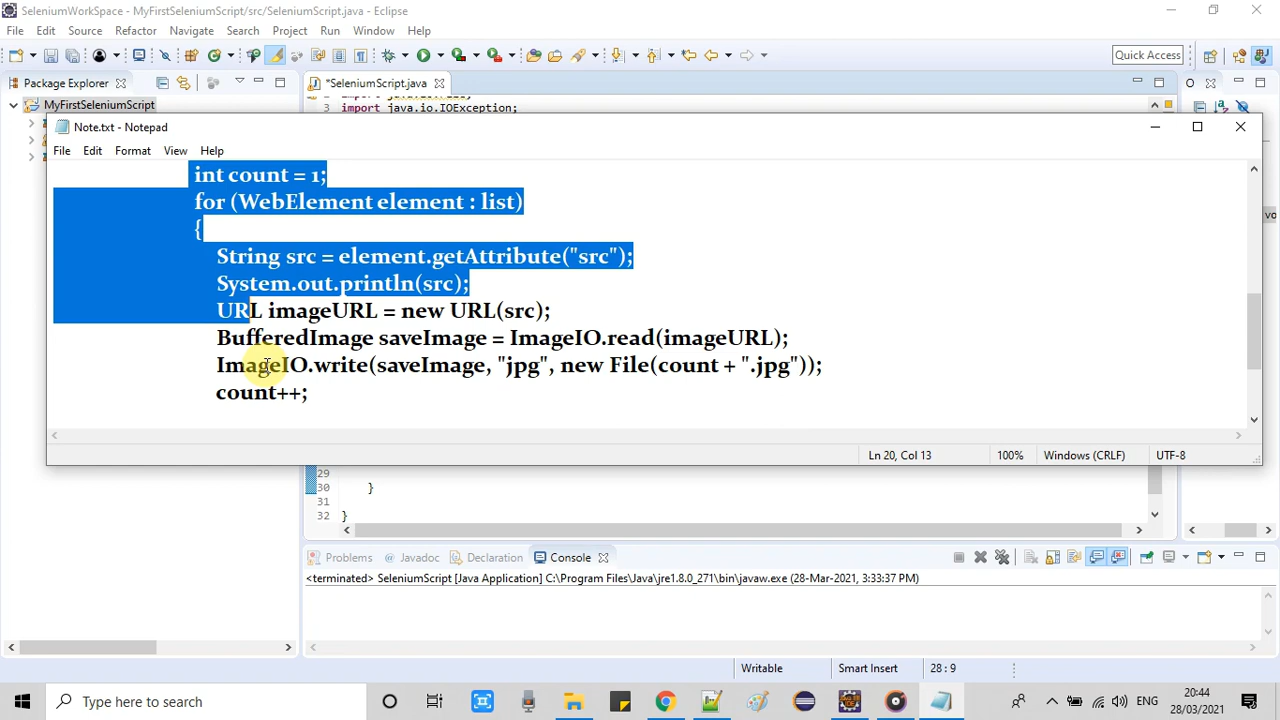 SeleniumWorkSpace - MyFirstSeleniumScript/src/SeleniumScript.java - Eclipse
File Edit Source Refactor Navigate Search Project Run Window Help
Quick Access
Package Explorer
*SeleniumScript.java
MyFirstSeleniumScript
3 import java.io.IOException;
Note.txt - Notepad
File Edit Format View Help
int count = 1;
for (WebElement element : list)
{
String src = element.getAttribute("src");
System.out.println(src);
URL imageURL = new URL(src);
BufferedImage saveImage = ImageIO.read(imageURL);
ImageIO.write(saveImage, "jpg", new File(count + ".jpg"));
count++;
Ln 20, Col 13 100% Windows (CRLF) UTF-8
29
30 }
31
32 }
Problems Javadoc Declaration Console
<terminated> SeleniumScript [Java Application] C:\Program Files\Java\jre1.8.0_271\bin\javaw.exe (28-Mar-2021, 3:33:37 PM)
Writable Smart Insert 28:9
Type here to search
ENG
20:44
28/03/2021